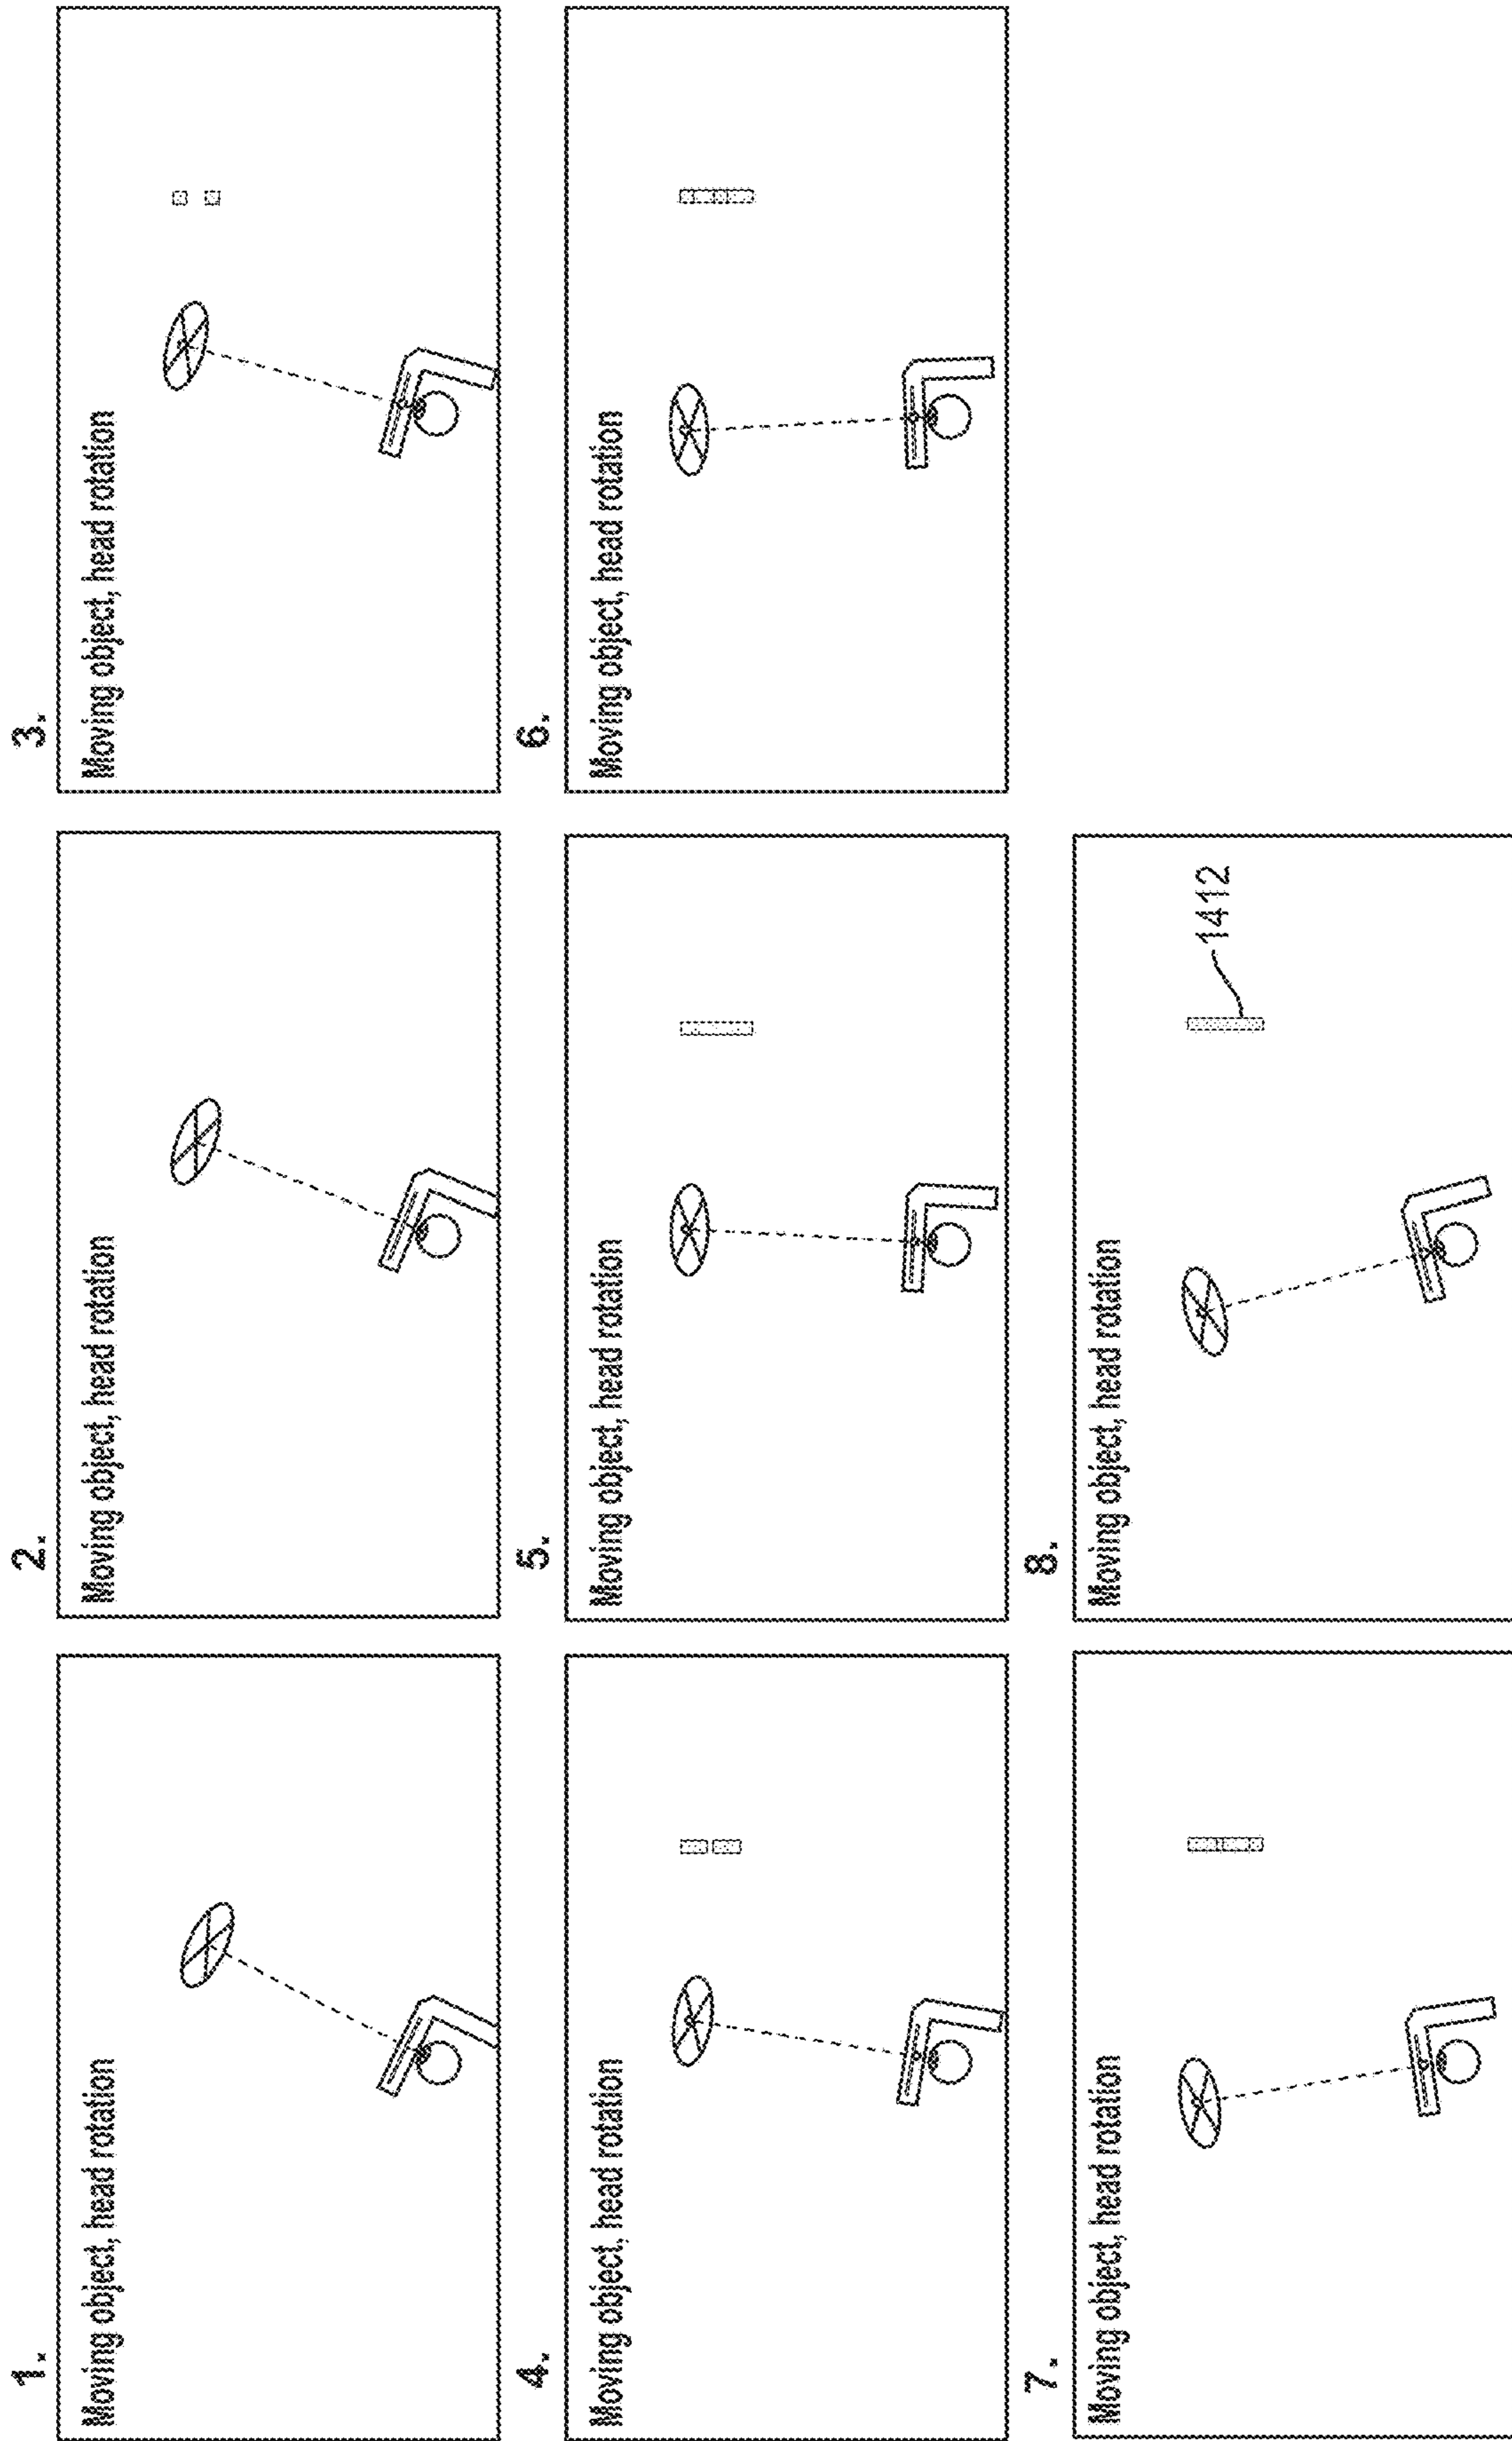 1.
Moving object, head rotation
2.
Moving object, head rotation
3.
Moving object, head rotation
4.
Moving object, head rotation
5.
Moving object, head rotation
6.
Moving object, head rotation
7.
Moving object, head rotation
8.
Moving object, head rotation
1412